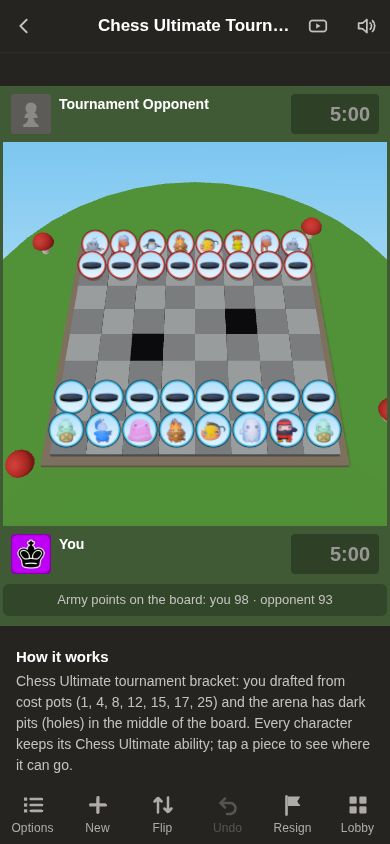 Chess Ultimate Tourn…
Tournament Opponent
5:00
You
5:00
Army points on the board: you 98 · opponent 93
How it works
Chess Ultimate tournament bracket: you drafted from
cost pots (1, 4, 8, 12, 15, 17, 25) and the arena has dark
pits (holes) in the middle of the board. Every character
keeps its Chess Ultimate ability; tap a piece to see where
it can go.
Options New Flip Undo Resign Lobby